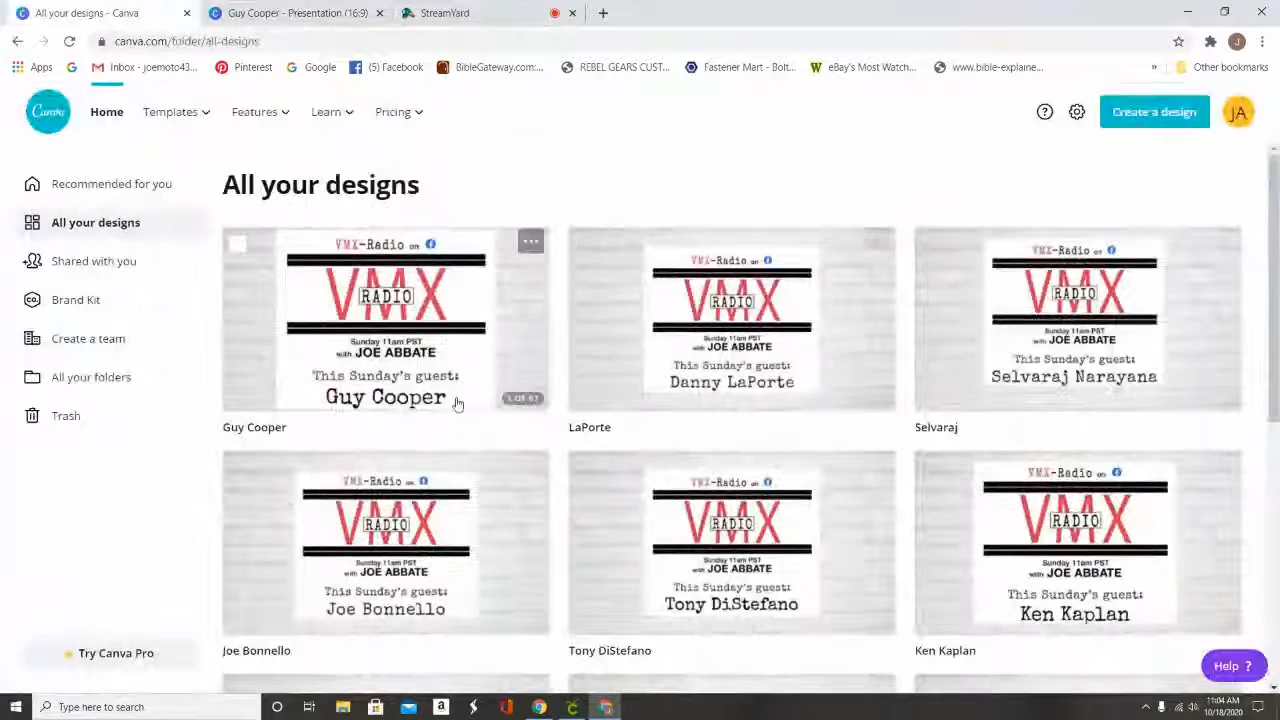 All your designs - Canva
Guy Cooper - Presentation (16:9)
StreamYard
canva.com/folder/all-designs
Apps
Inbox - joemoto43...
Pinterest
Google
(5) Facebook
BibleGateway.com:...
REBEL GEARS CUST...
Fastener Mart - Bolt...
eBay's Most Watch...
www.bible-explaine...
»
Other bookmarks
Canva
Home
Templates
Features
Learn
Pricing
Create a design
JA
Recommended for you
All your designs
Shared with you
Brand Kit
Create a team
All your folders
Trash
Try Canva Pro
All your designs
VMX-Radio on
VMX
RADIO
Sunday 11am PST
with JOE ABBATE
This Sunday's guest:
Guy Cooper
Guy Cooper
VMX-Radio on
VMX
RADIO
Sunday 11am PST
with JOE ABBATE
This Sunday's guest:
Danny LaPorte
LaPorte
VMX-Radio on
VMX
RADIO
Sunday 11am PST
with JOE ABBATE
This Sunday's guest:
Selvaraj Narayana
Selvaraj
VMX-Radio on
VMX
RADIO
Sunday 11am PST
with JOE ABBATE
This Sunday's guest:
Joe Bonnello
Joe Bonnello
VMX-Radio on
VMX
RADIO
Sunday 11am PST
with JOE ABBATE
This Sunday's guest:
Tony DiStefano
Tony DiStefano
VMX-Radio on
VMX
RADIO
Sunday 11am PST
with JOE ABBATE
This Sunday's guest:
Ken Kaplan
Ken Kaplan
Help ?
Type here to search
11:04 AM
10/18/2020